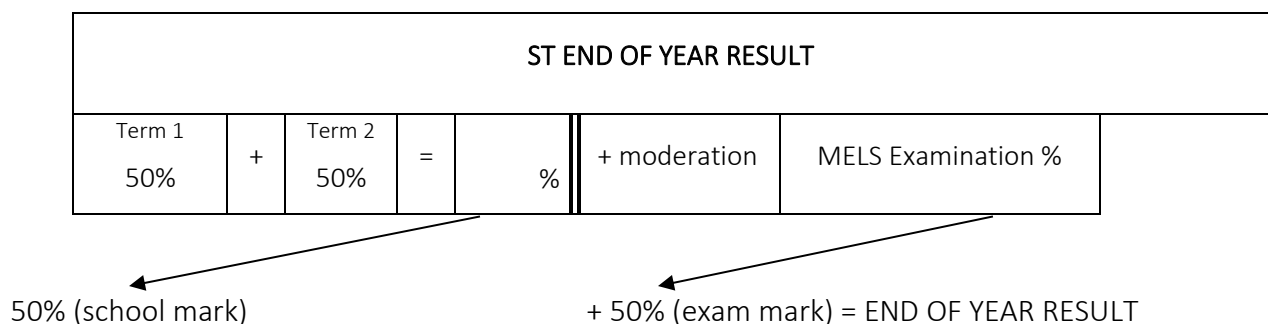 ST END OF YEAR RESULT
Term 1
50%
+
Term 2
50%
=
%
+ moderation
MELS Examination %
50% (school mark)
+ 50% (exam mark) = END OF YEAR RESULT